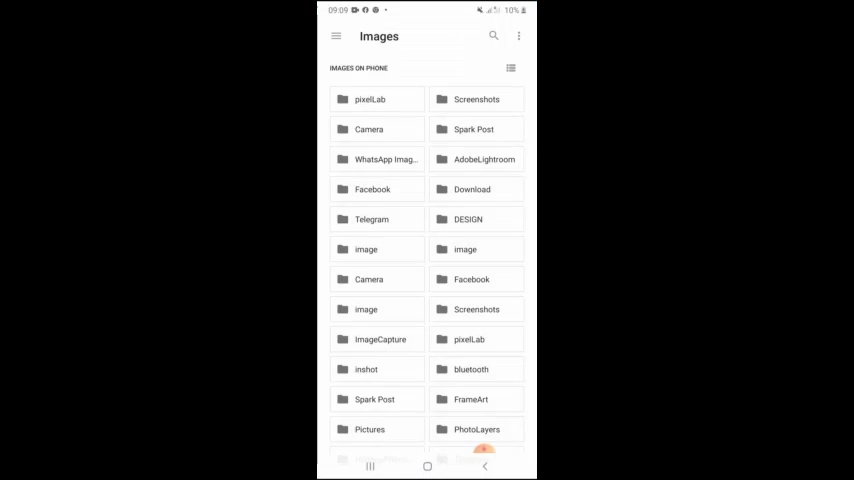 09:09
10%
Images
IMAGES ON PHONE
pixelLab
Screenshots
Camera
Spark Post
WhatsApp Imag...
AdobeLightroom
Facebook
Download
Telegram
DESIGN
image
image
Camera
Facebook
image
Screenshots
ImageCapture
pixelLab
inshot
bluetooth
Spark Post
FrameArt
Pictures
PhotoLayers